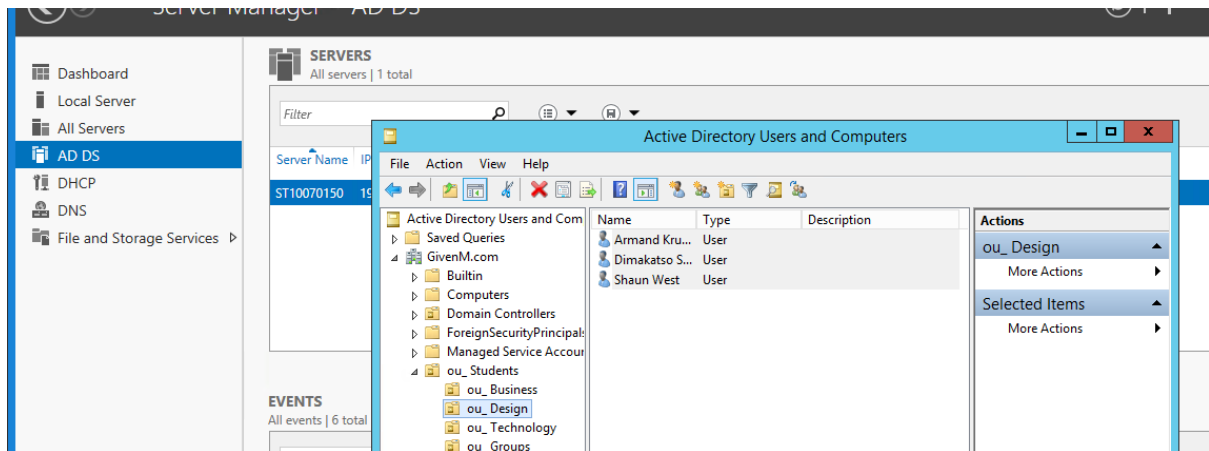 Server Manager AD DS
Dashboard
Local Server
All Servers
AD DS
DHCP
DNS
File and Storage Services
SERVERS
All servers | 1 total
Filter
Server Name IP
ST10070150 19
EVENTS
All events | 6 total
Active Directory Users and Computers
File Action View Help
Active Directory Users and Com
Saved Queries
GivenM.com
Builtin
Computers
Domain Controllers
ForeignSecurityPrincipals
Managed Service Accour
ou_ Students
ou_ Business
ou_ Design
ou_ Technology
ou_ Groups
Name Type Description
Armand Kru... User
Dimakatso S... User
Shaun West User
Actions
ou_ Design
More Actions
Selected Items
More Actions